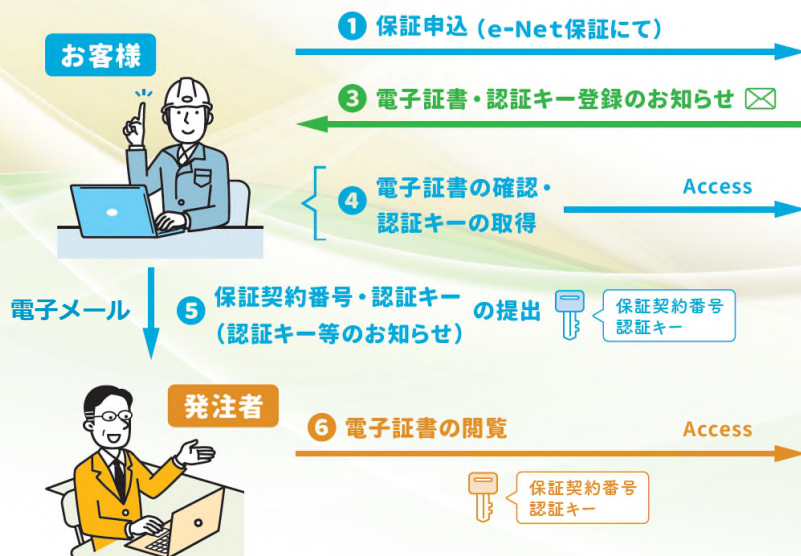 お客様
❶ 保証申込(e-Net保証にて)
❸ 電子証書・認証キー登録のお知らせ
❹ 電子証書の確認・
認証キーの取得
Access
電子メール
❺ 保証契約番号・認証キー
(認証キー等のお知らせ)
の提出
保証契約番号
認証キー
発注者
❻ 電子証書の閲覧
Access
保証契約番号
認証キー